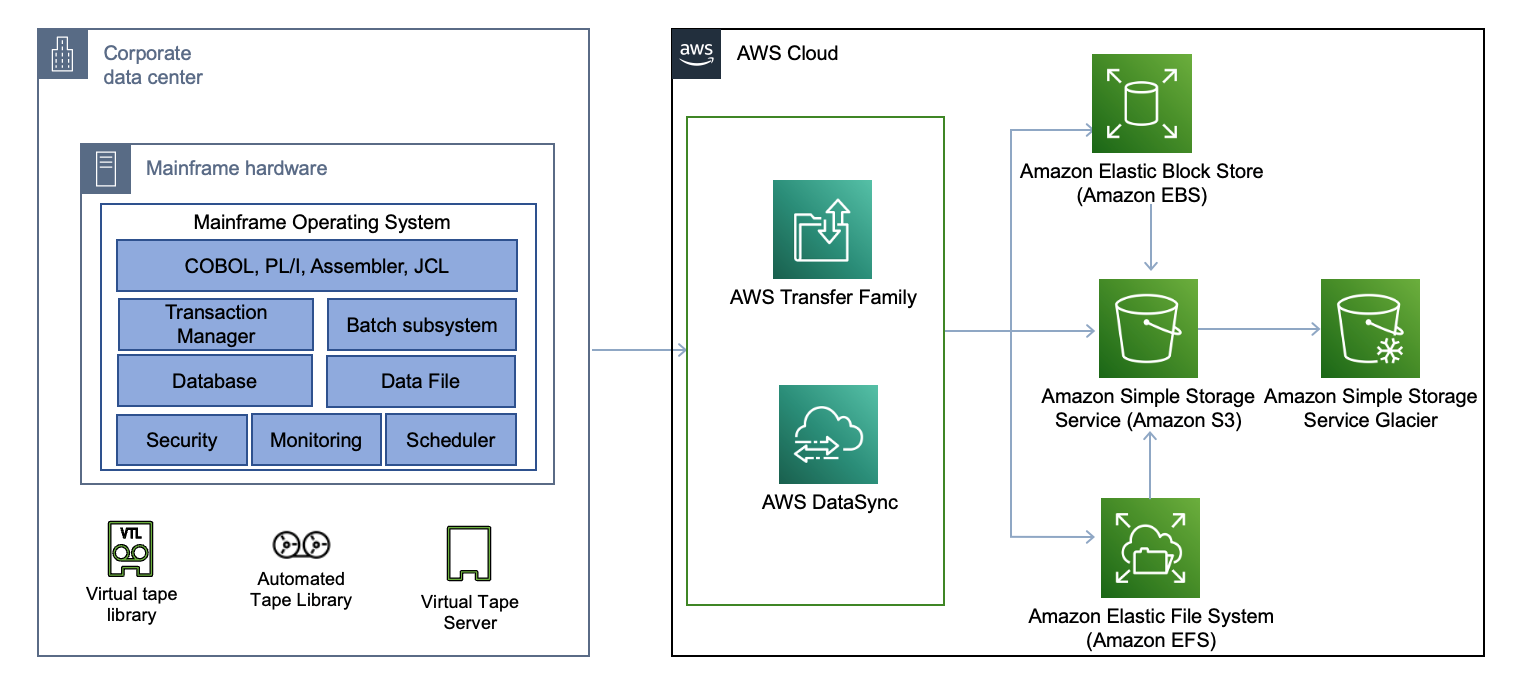 Corporate
data center
Mainframe hardware
Mainframe Operating System
COBOL, PL/I, Assembler, JCL
Transaction
Manager
Batch subsystem
Database
Data File
Security
Monitoring
Scheduler
VTL
Virtual tape
library
Automated
Tape Library
Virtual Tape
Server
aws
AWS Cloud
AWS Transfer Family
AWS DataSync
Amazon Elastic Block Store
(Amazon EBS)
Amazon Simple Storage
Service (Amazon S3)
Amazon Simple Storage
Service Glacier
Amazon Elastic File System
(Amazon EFS)